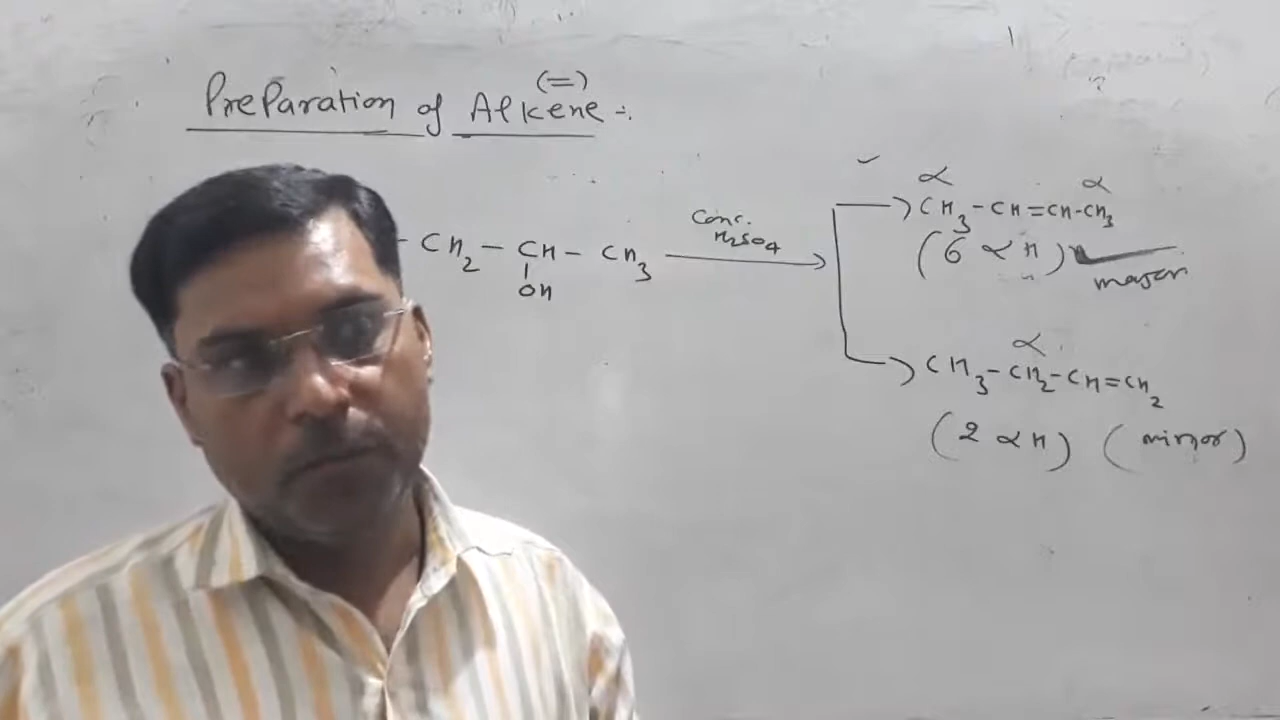 (=)
Preparation of Alkene :-
- CH2 - CH - CH3
OH
Conc.
H2SO4
α α
CH3-CH=CH-CH3
(6 α H)
major
α
CH3-CH2-CH=CH2
(2 αH) (minor)